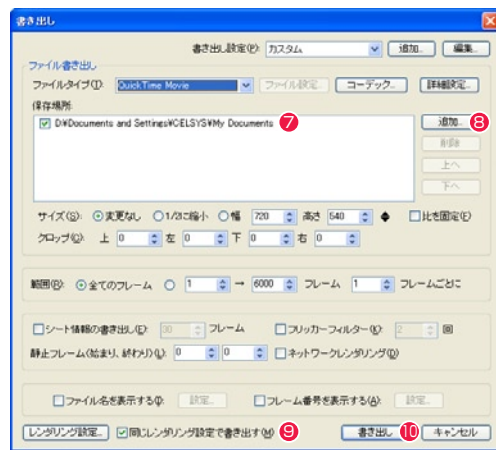 書き出し
書き出し設定(P): カスタム 追加... 編集...
ファイル書き出し
ファイルタイプ(T): QuickTime Movie ファイル設定... コーデック... 詳細設定...
保存場所:
D:¥Documents and Settings¥CELSYS¥My Documents 7 追加... 8
削除
上へ
下へ
サイズ(S): 変更なし 1/2に縮小 幅 720 高さ 540 比を固定(F)
クロップ(C): 上 0 左 0 下 0 右 0
範囲(R): 全てのフレーム 1 → 6000 フレーム 1 フレームごとに
シート情報の書き出し(E): 30 フレーム フリッカーフィルター(K): 2 回
静止フレーム(始まり、終わり)(L): 0 0 ネットワークレンダリング(D)
ファイル名を表示する(I): 設定... フレーム番号を表示する(A): 設定...
レンダリング設定... 同じレンダリング設定で書き出す(M) 9 書き出し 10 キャンセル